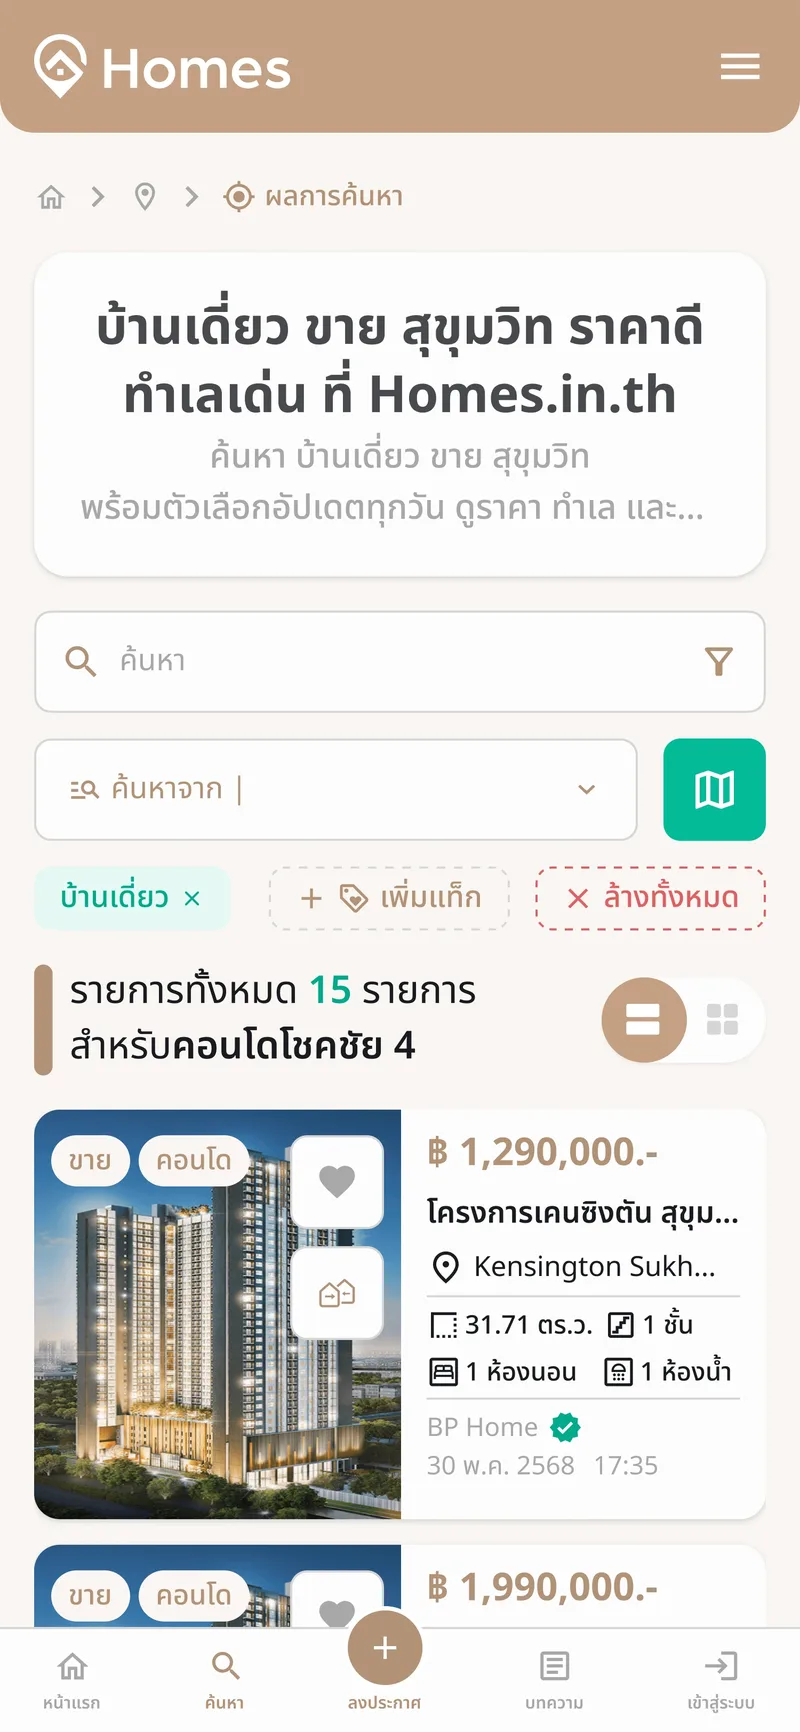 Homes
ผลการค้นหา
บ้านเดี่ยว ขาย สุขุมวิท ราคาดี
ทำเลเด่น ที่ Homes.in.th
ค้นหา บ้านเดี่ยว ขาย สุขุมวิท
พร้อมตัวเลือกอัปเดตทุกวัน ดูราคา ทำเล และ...
ค้นหา
ค้นหาจาก |
บ้านเดี่ยว ×
+ เพิ่มแท็ก
× ล้างทั้งหมด
รายการทั้งหมด 15 รายการ
สำหรับคอนโดโชคชัย 4
ขาย คอนโด
฿ 1,290,000.-
โครงการเคนซิงตัน สุขุม...
Kensington Sukh...
31.71 ตร.ว. 1 ชั้น
1 ห้องนอน 1 ห้องน้ำ
BP Home
30 พ.ค. 2568 17:35
ขาย คอนโด
฿ 1,990,000.-
หน้าแรก ค้นหา ลงประกาศ บทความ เข้าสู่ระบบ